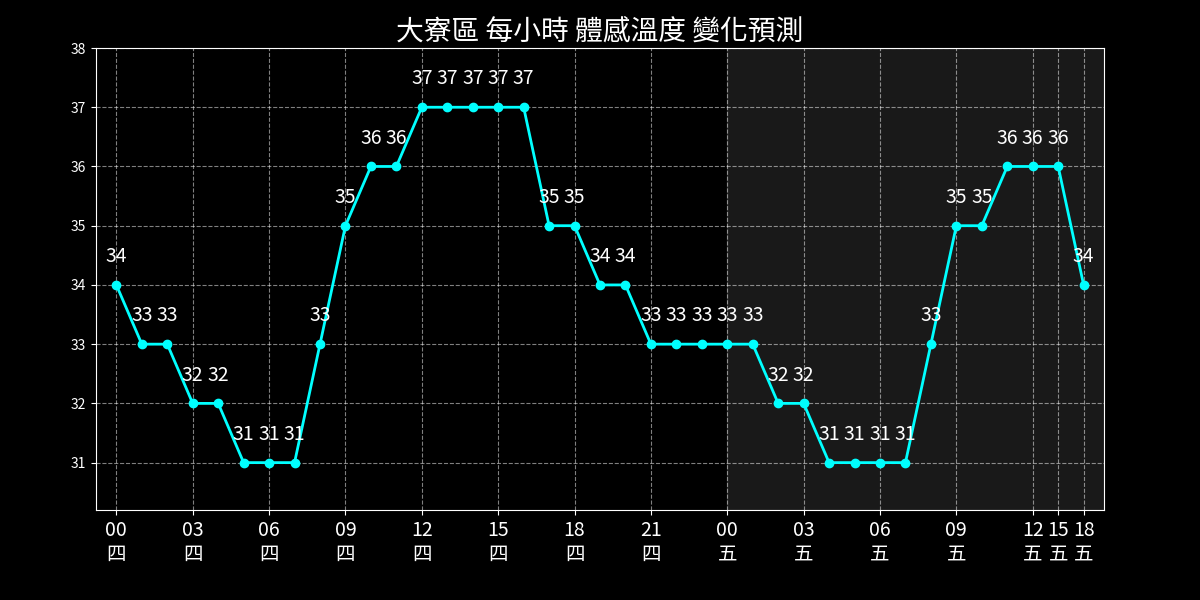 大寮區 每小時 體感溫度 變化預測
38
37 37 37 37 37
37
36 36 36 36 36
36
35 35 35 35 35
35
34 34 34 34
34
33 33 33 33 33 33 33 33 33
33
32 32 32 32
32
31 31 31 31 31 31 31
31
00 03 06 09 12 15 18 21 00 03 06 09 12 15 18
四 四 四 四 四 四 四 四 五 五 五 五 五 五 五